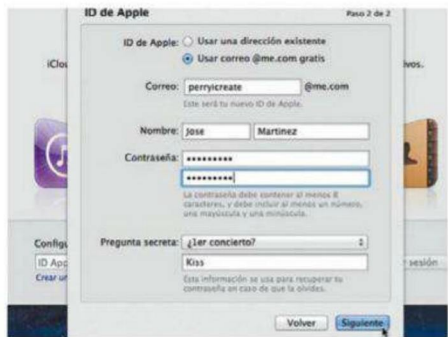 ID de Apple
Paso 2 de 2
ID de Apple: Usar una dirección existente
Usar correo @me.com gratis
iClou
vos.
Correo: perryicreate @me.com
Este será tu nuevo ID de Apple.
Nombre: Jose Martinez
Contraseña: •••••••••
•••••••••
La contraseña debe contener al menos 8
caracteres, y debe incluir al menos un número,
una mayúscula y una minúscula.
Configu
Pregunta secreta: ¿1er concierto?
ID App
Kiss
sesión
Crear un
Esta información se usa para recuperar tu
contraseña en caso de que la olvides.
Volver Siguiente